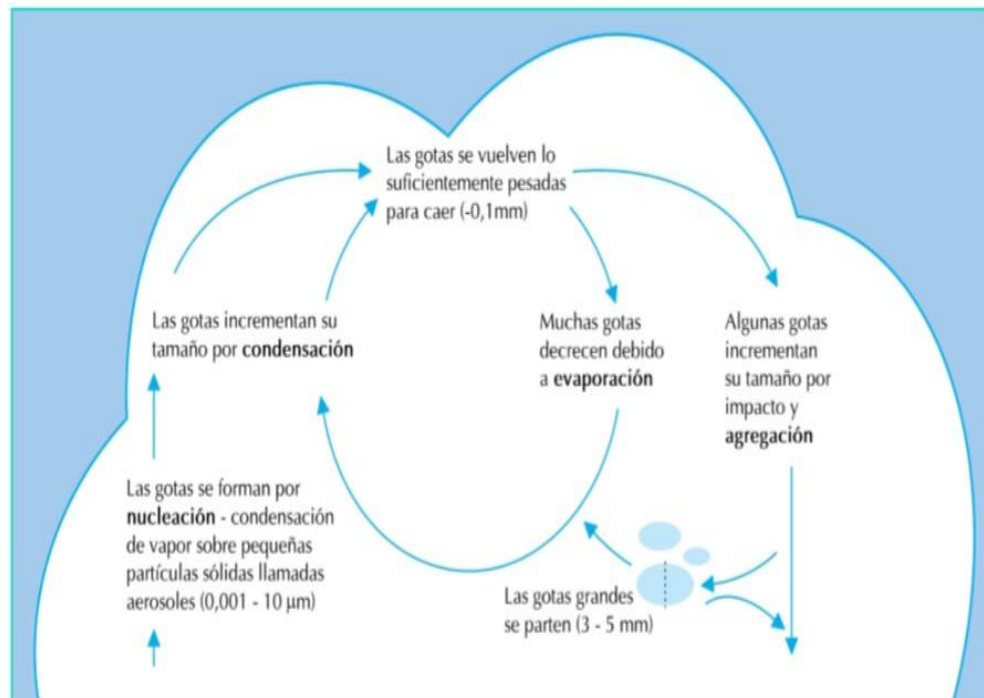 Las gotas se vuelven lo
suficientemente pesadas
para caer (-0,1mm)
Las gotas incrementan su
tamaño por condensación
Muchas gotas
decrecen debido
a evaporación
Algunas gotas
incrementan
su tamaño por
impacto y
agregación
Las gotas se forman por
nucleación - condensación
de vapor sobre pequeñas
partículas sólidas llamadas
aerosoles (0,001 - 10 µm)
Las gotas grandes
se parten (3 - 5 mm)